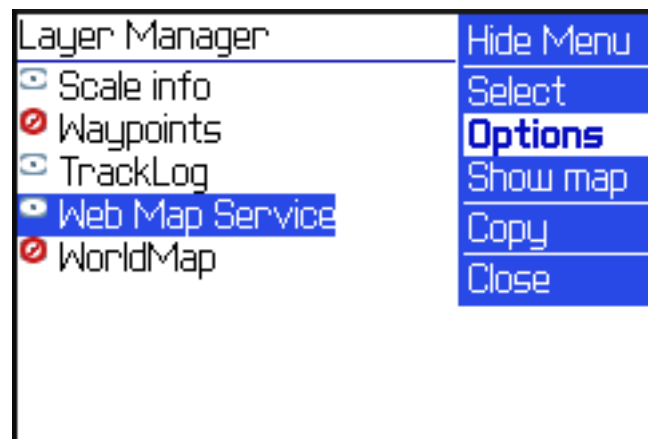 Layer Manager
Scale info
Waypoints
TrackLog
Web Map Service
WorldMap
Hide Menu
Select
Options
Show map
Copy
Close